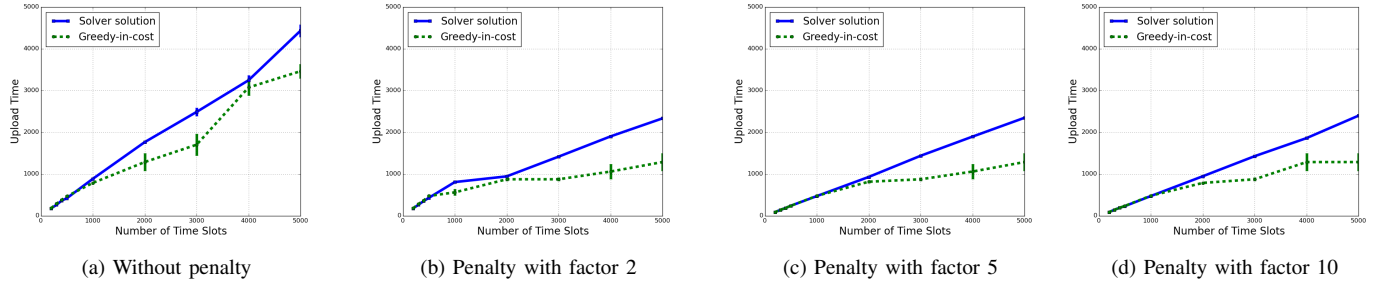 Solver solution
Greedy-in-cost
5000
4000
3000
2000
1000
0
Upload Time
0 1000 2000 3000 4000 5000
Number of Time Slots
(a) Without penalty
Solver solution
Greedy-in-cost
5000
4000
3000
2000
1000
0
Upload Time
0 1000 2000 3000 4000 5000
Number of Time Slots
(b) Penalty with factor 2
Solver solution
Greedy-in-cost
5000
4000
3000
2000
1000
0
Upload Time
0 1000 2000 3000 4000 5000
Number of Time Slots
(c) Penalty with factor 5
Solver solution
Greedy-in-cost
5000
4000
3000
2000
1000
0
Upload Time
0 1000 2000 3000 4000 5000
Number of Time Slots
(d) Penalty with factor 10